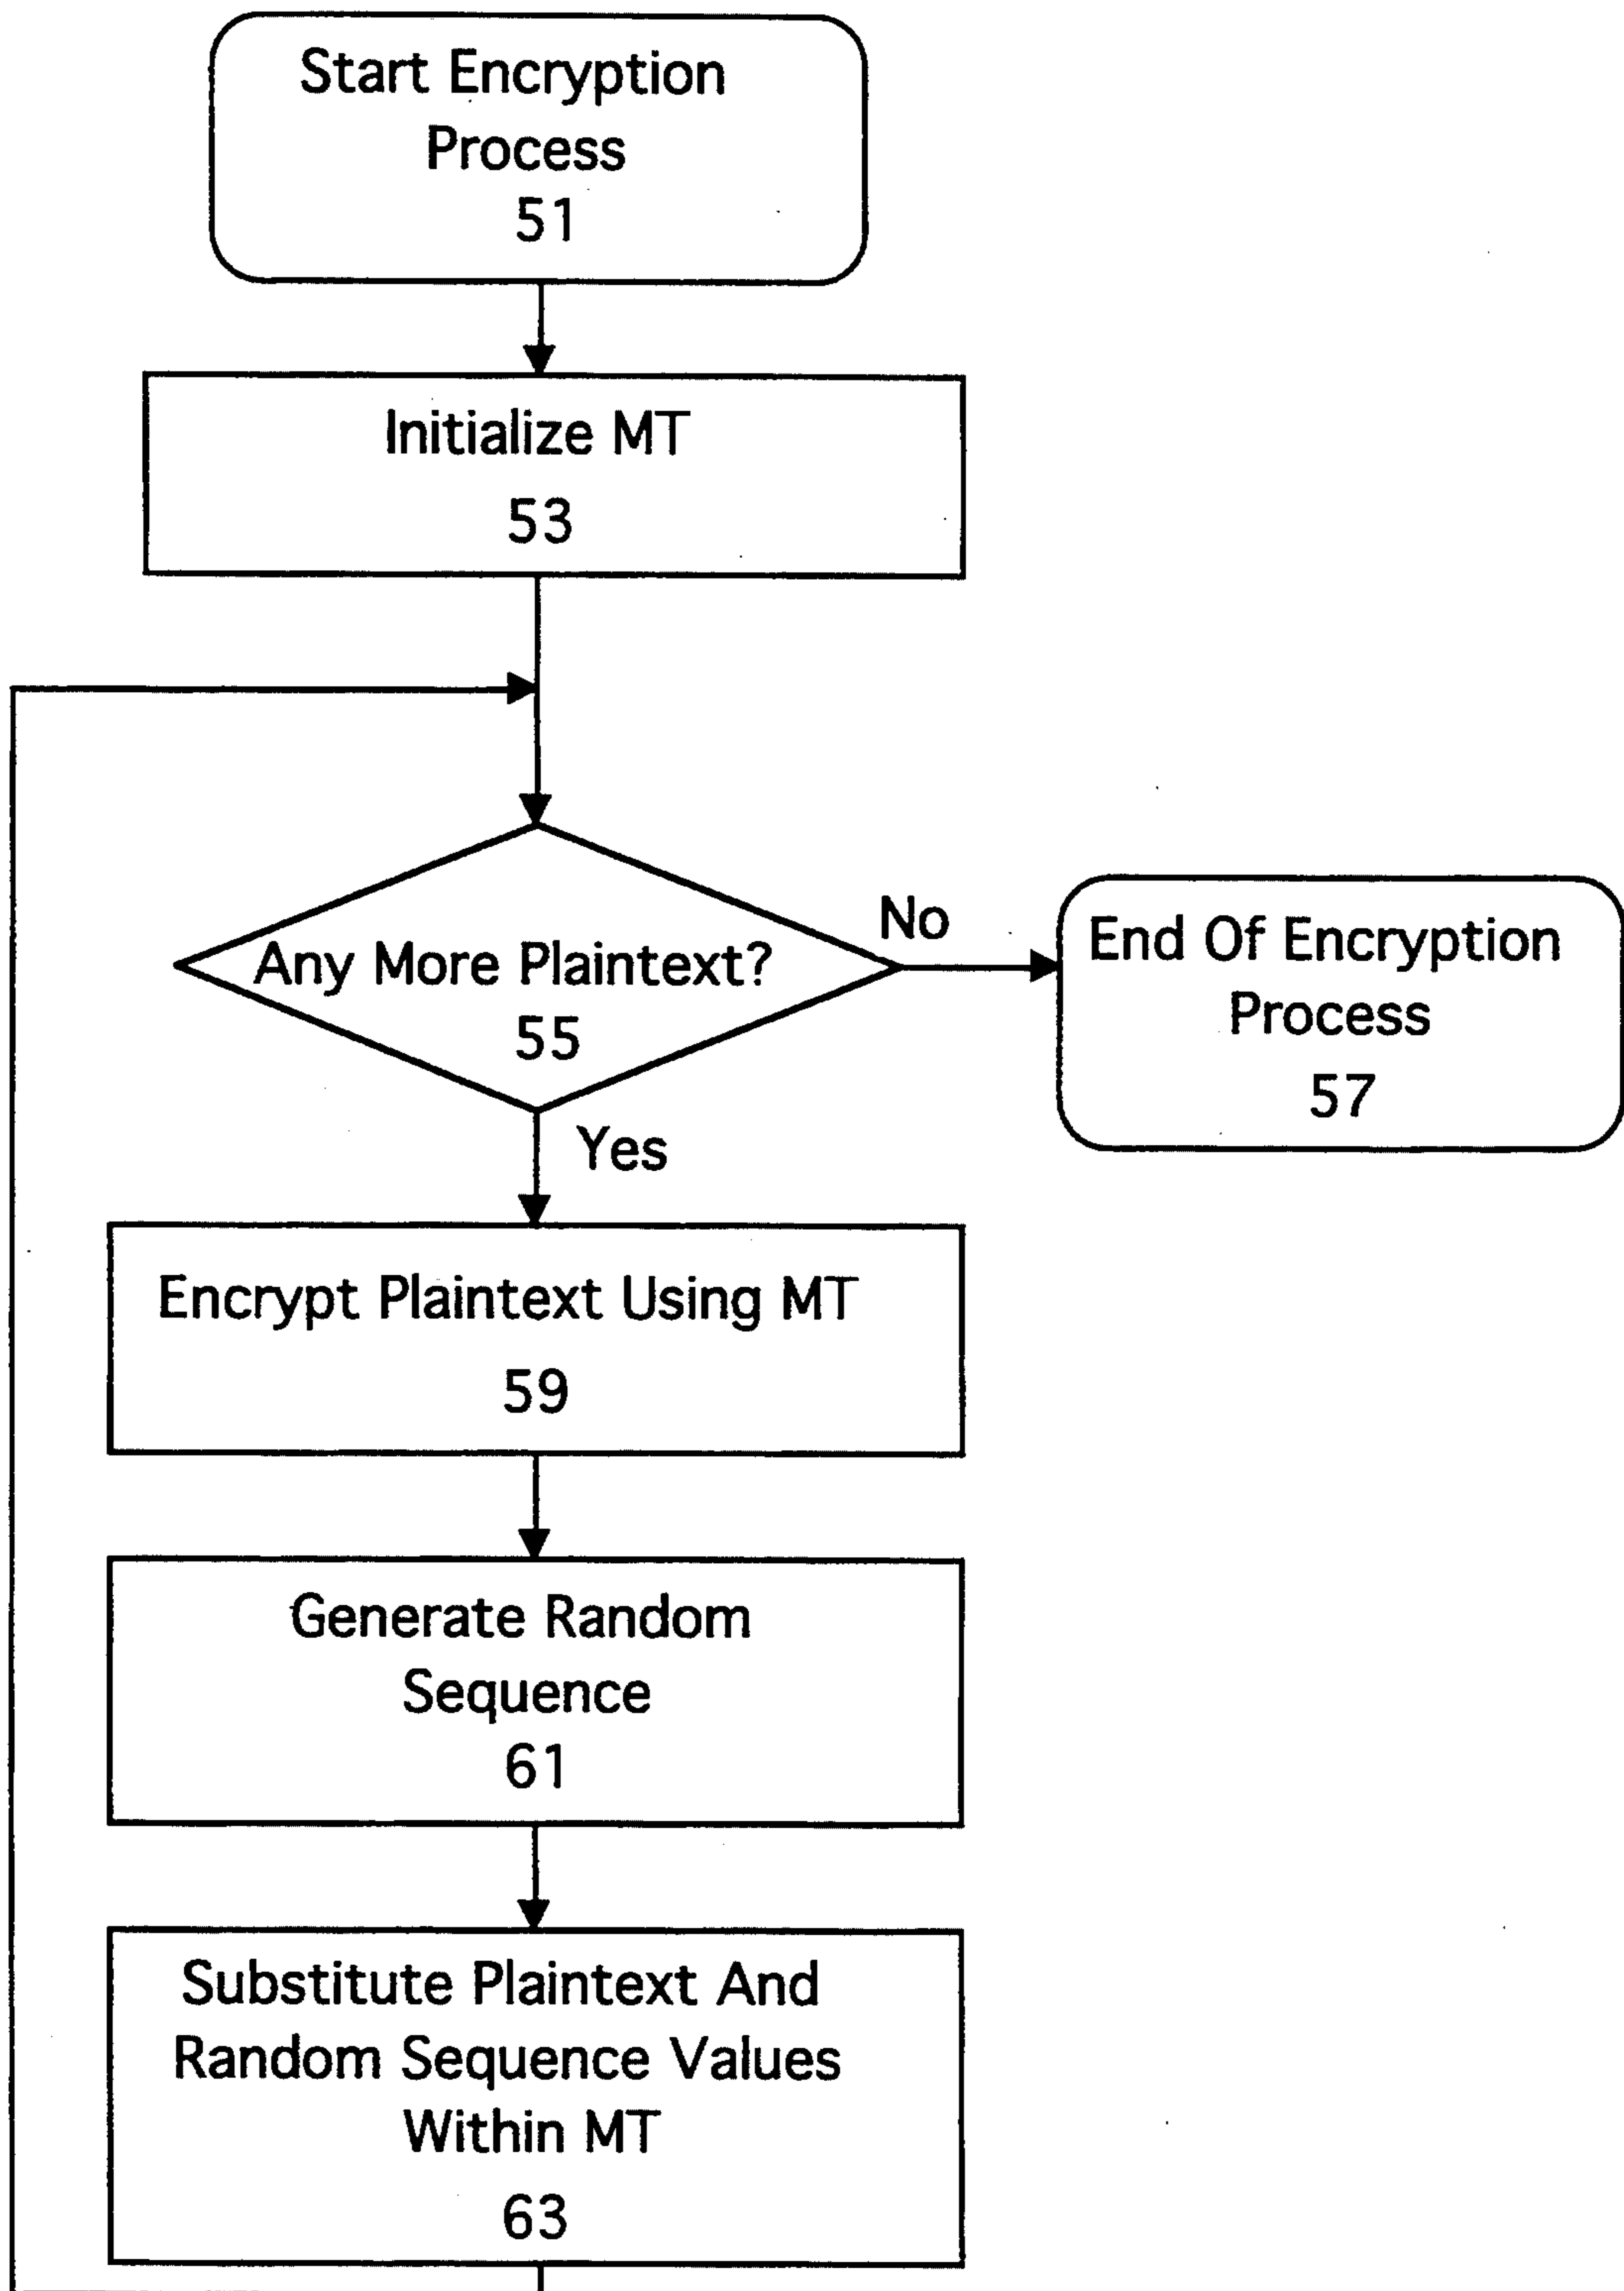 Start Encryption
Process
51
Initialize MT
53
Any More Plaintext?
55
No
End Of Encryption
Process
57
Yes
Encrypt Plaintext Using MT
59
Generate Random
Sequence
61
Substitute Plaintext And
Random Sequence Values
Within MT
63